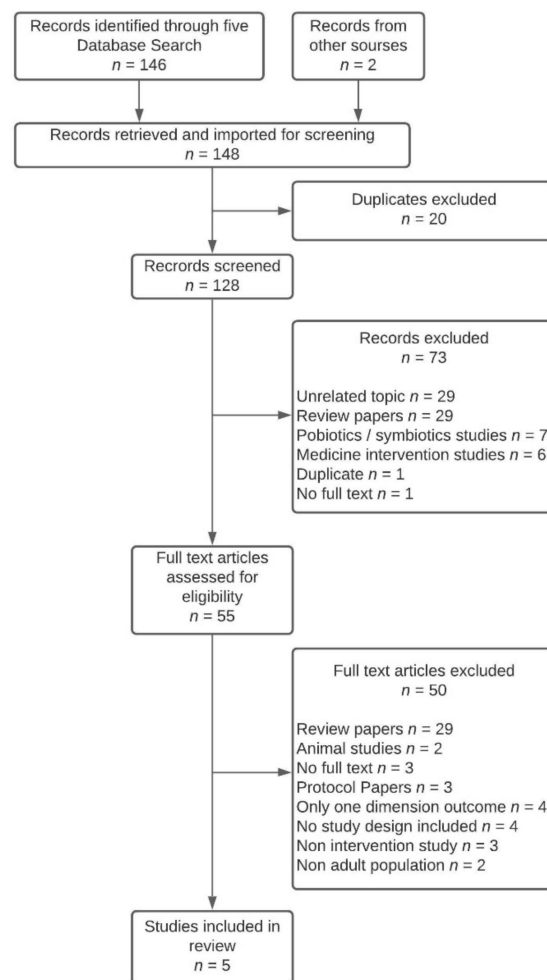 Records identified through five
Database Search
n = 146
Records from
other sourses
n = 2
Records retrieved and imported for screening
n = 148
Duplicates excluded
n = 20
Recrords screened
n = 128
Records excluded
n = 73
Unrelated topic n = 29
Review papers n = 29
Pobiotics / symbiotics studies n = 7
Medicine intervention studies n = 6
Duplicate n = 1
No full text n = 1
Full text articles
assessed for
eligibility
n = 55
Full text articles excluded
n = 50
Review papers n = 29
Animal studies n = 2
No full text n = 3
Protocol Papers n = 3
Only one dimension outcome n = 4
No study design included n = 4
Non intervention study n = 3
Non adult population n = 2
Studies included in
review
n = 5